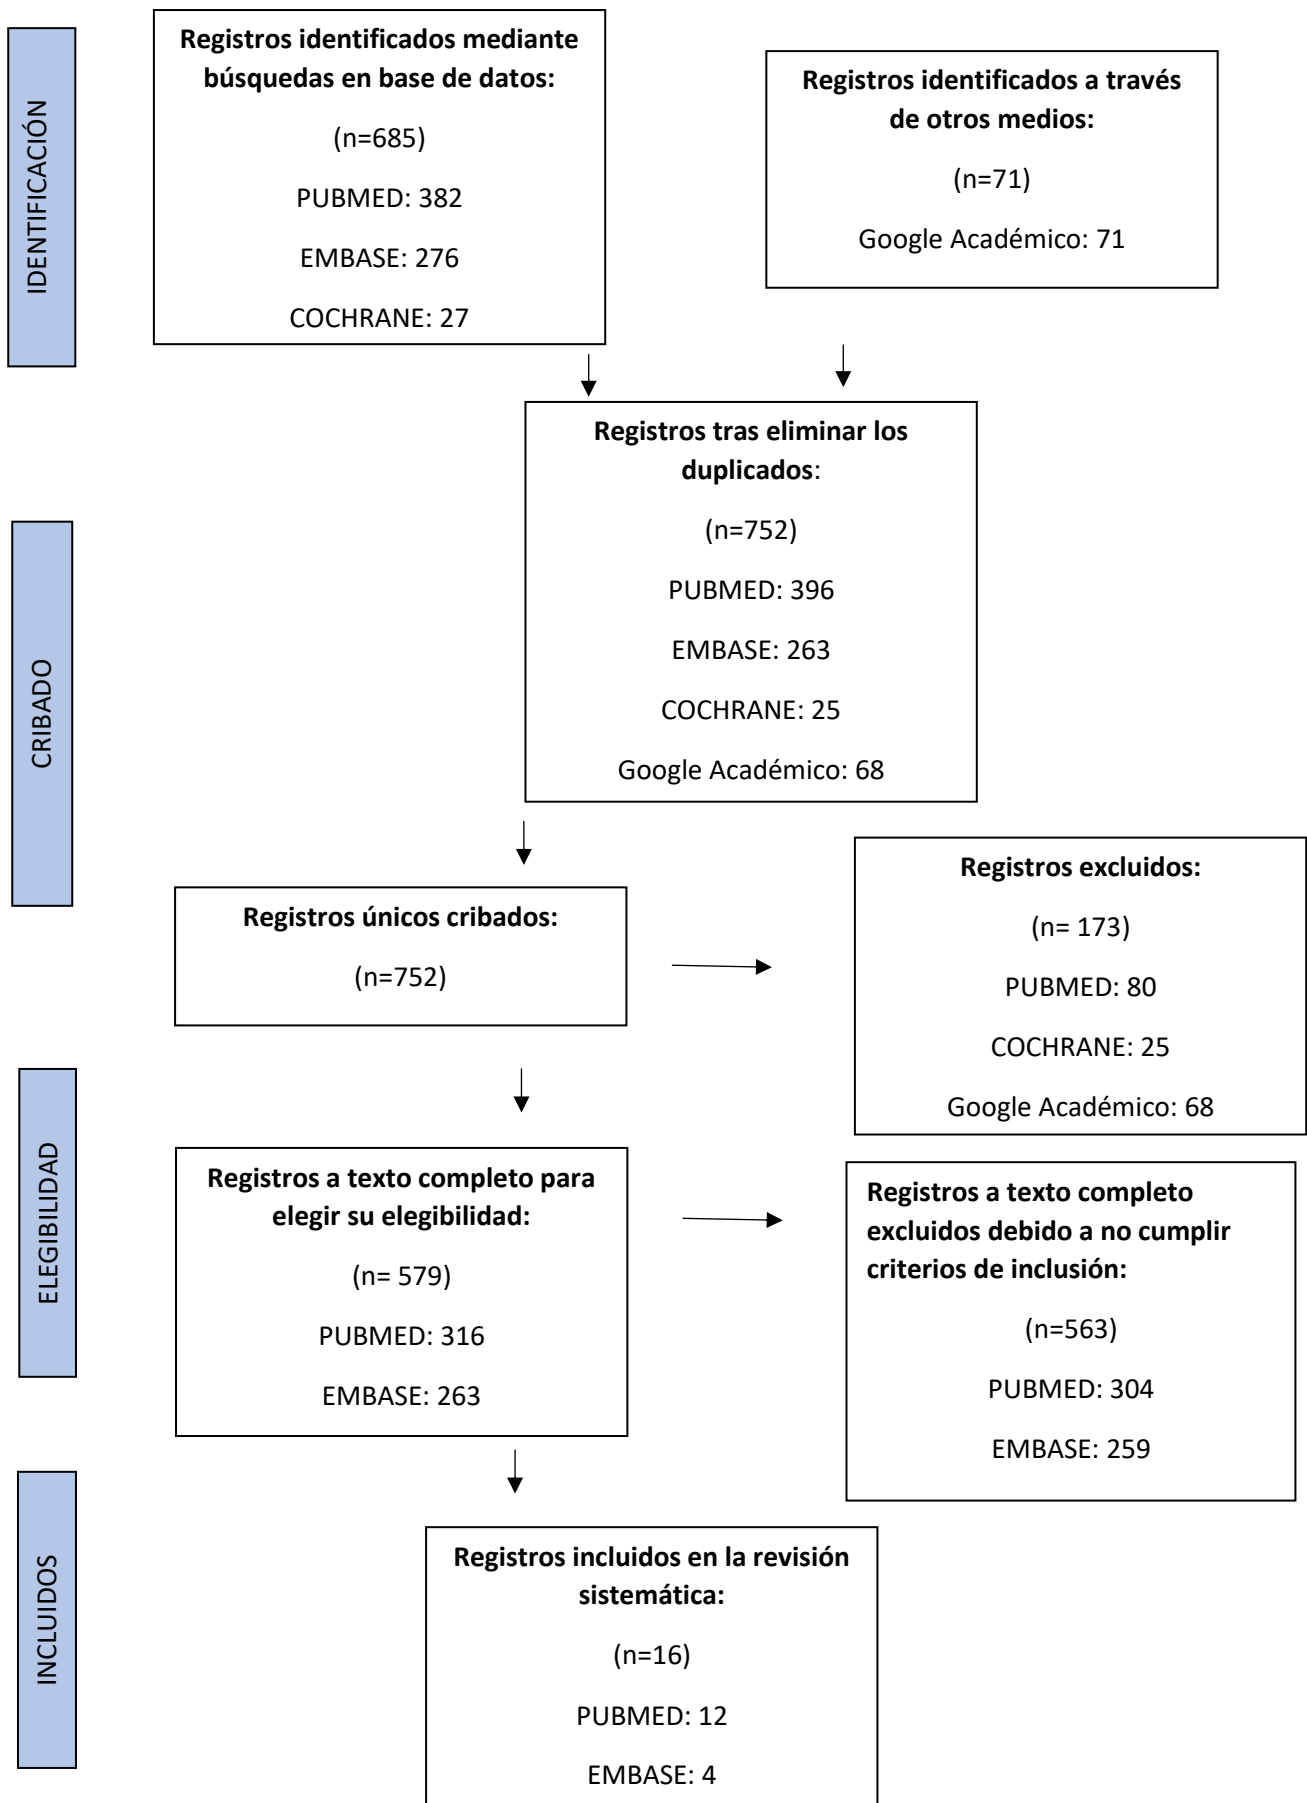 IDENTIFICACIÓN
Registros identificados mediante
búsquedas en base de datos:
(n=685)
PUBMED: 382
EMBASE: 276
COCHRANE: 27
Registros identificados a través
de otros medios:
(n=71)
Google Académico: 71
CRIBADO
Registros tras eliminar los
duplicados:
(n=752)
PUBMED: 396
EMBASE: 263
COCHRANE: 25
Google Académico: 68
Registros únicos cribados:
(n=752)
Registros excluidos:
(n= 173)
PUBMED: 80
COCHRANE: 25
Google Académico: 68
ELEGIBILIDAD
Registros a texto completo para
elegir su elegibilidad:
(n= 579)
PUBMED: 316
EMBASE: 263
Registros a texto completo
excluidos debido a no cumplir
criterios de inclusión:
(n=563)
PUBMED: 304
EMBASE: 259
INCLUIDOS
Registros incluidos en la revisión
sistemática:
(n=16)
PUBMED: 12
EMBASE: 4